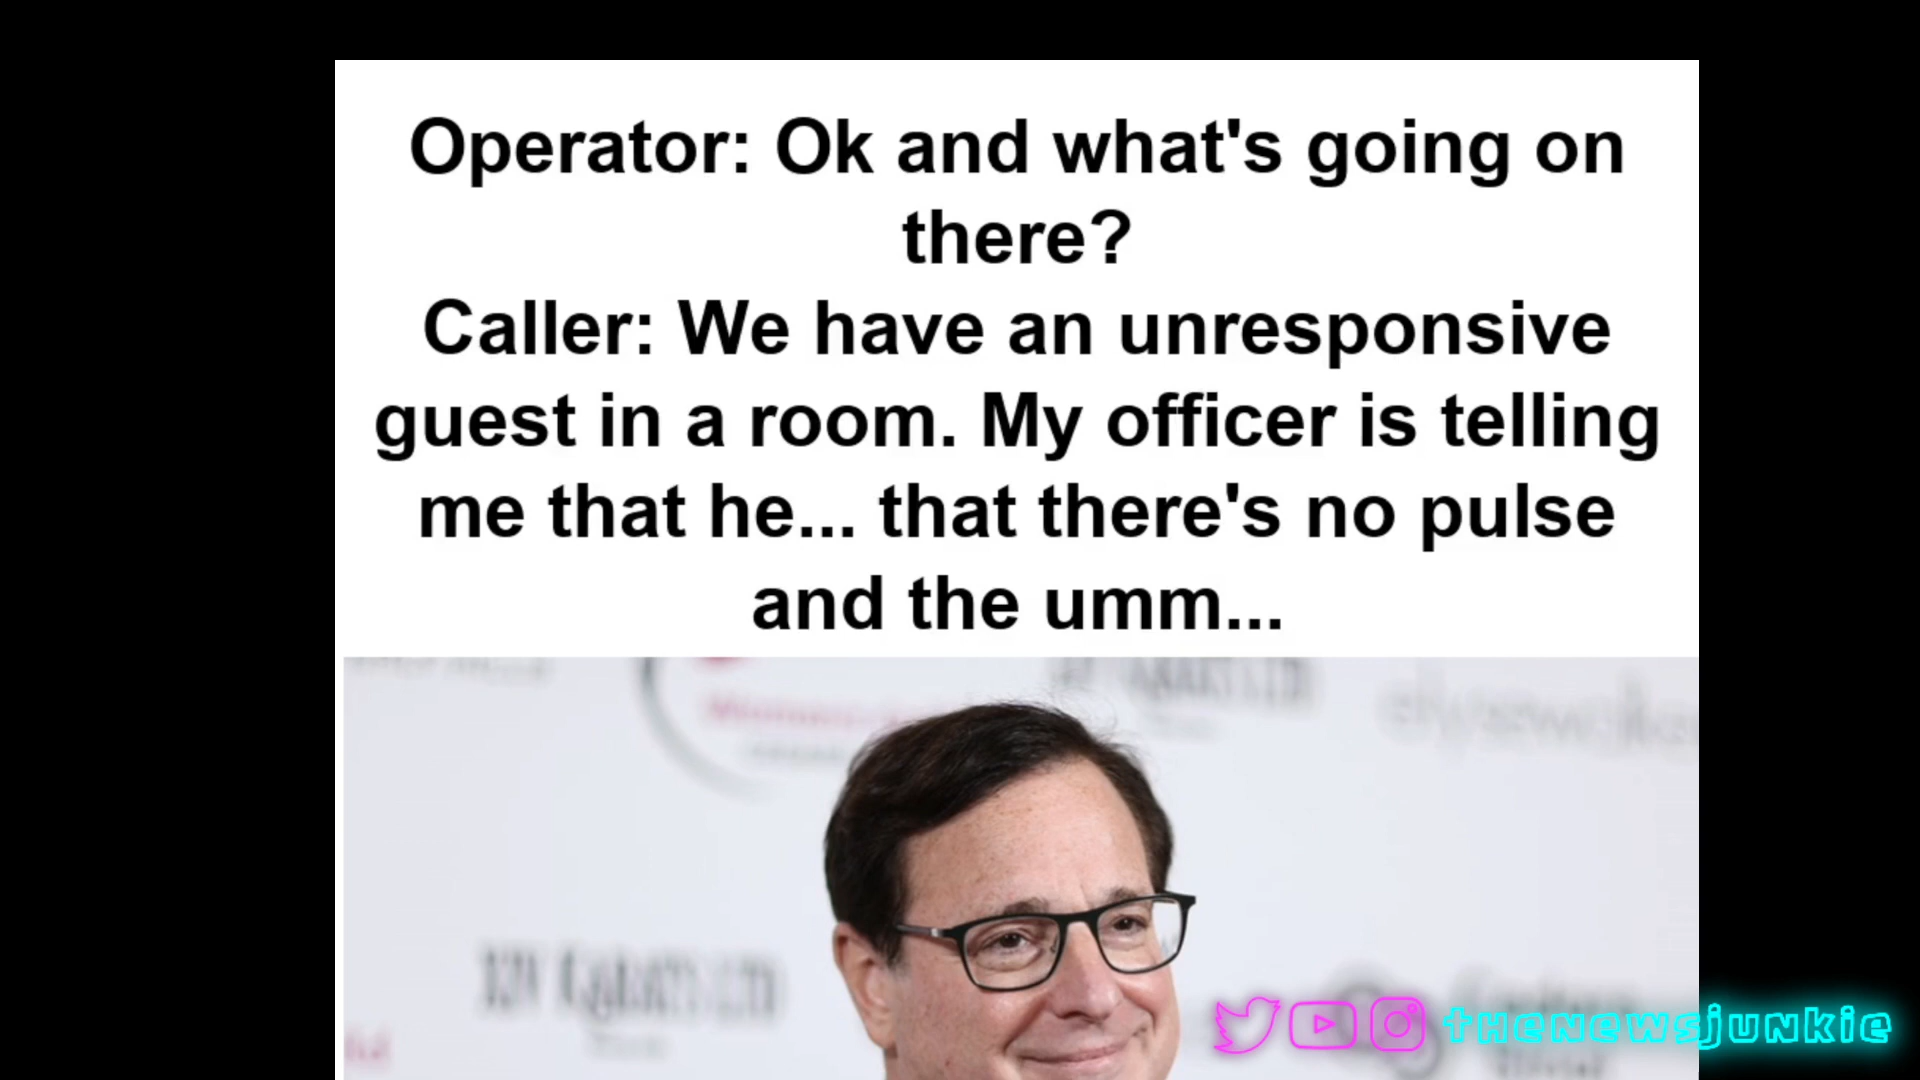 Operator: Ok and what's going on
there?
Caller: We have an unresponsive
guest in a room. My officer is telling
me that he... that there's no pulse
and the umm...
thenewsjunkie